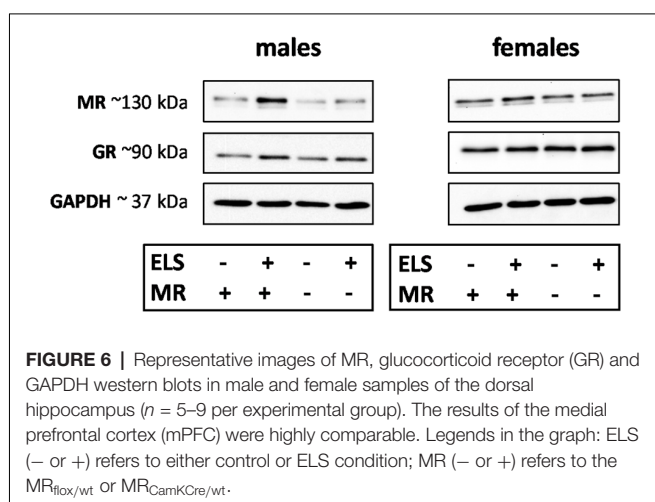 males females
MR ~130 kDa
GR ~90 kDa
GAPDH ~ 37 kDa
ELS - + - + ELS - + - +
MR + + - - MR + + - -
FIGURE 6 | Representative images of MR, glucocorticoid receptor (GR) and
GAPDH western blots in male and female samples of the dorsal
hippocampus (n = 5–9 per experimental group). The results of the medial
prefrontal cortex (mPFC) were highly comparable. Legends in the graph: ELS
(− or +) refers to either control or ELS condition; MR (− or +) refers to the
MRflox/wt or MRCamKCre/wt.